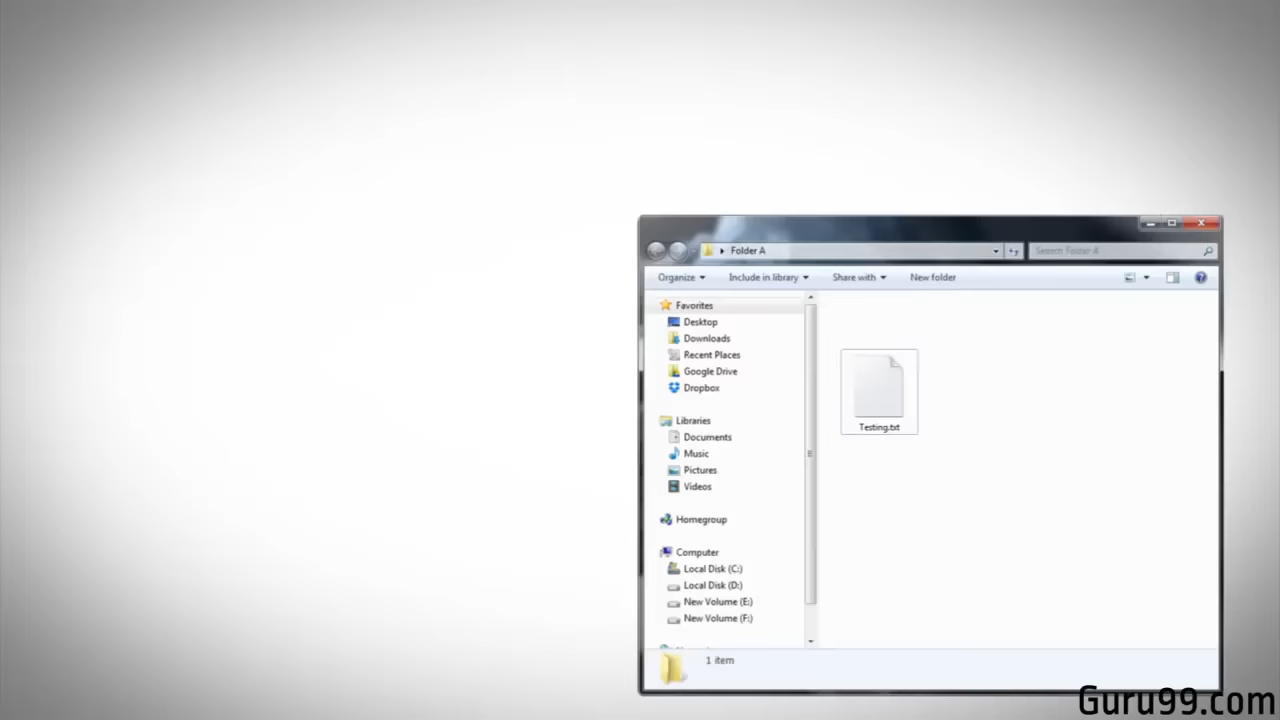 Folder A
Search Folder A
Organize
Include in library
Share with
New folder
Favorites
Desktop
Downloads
Recent Places
Google Drive
Dropbox
Libraries
Documents
Music
Pictures
Videos
Homegroup
Computer
Local Disk (C:)
Local Disk (D:)
New Volume (E:)
New Volume (F:)
Testing.txt
1 item
Guru99.com